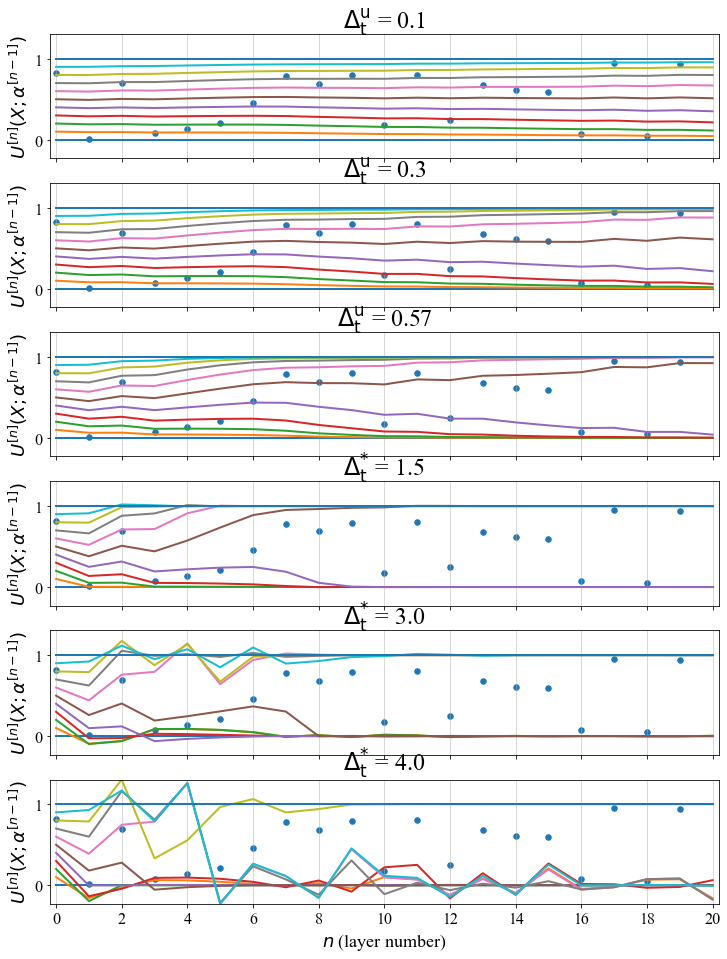 Δ_t^u = 0.1
U^[n](X; α^[n−1])
1
0
Δ_t^u = 0.3
U^[n](X; α^[n−1])
1
0
Δ_t^u = 0.57
U^[n](X; α^[n−1])
1
0
Δ_t^* = 1.5
U^[n](X; α^[n−1])
1
0
Δ_t^* = 3.0
U^[n](X; α^[n−1])
1
0
Δ_t^* = 4.0
U^[n](X; α^[n−1])
1
0
0 2 4 6 8 10 12 14 16 18 20
n (layer number)